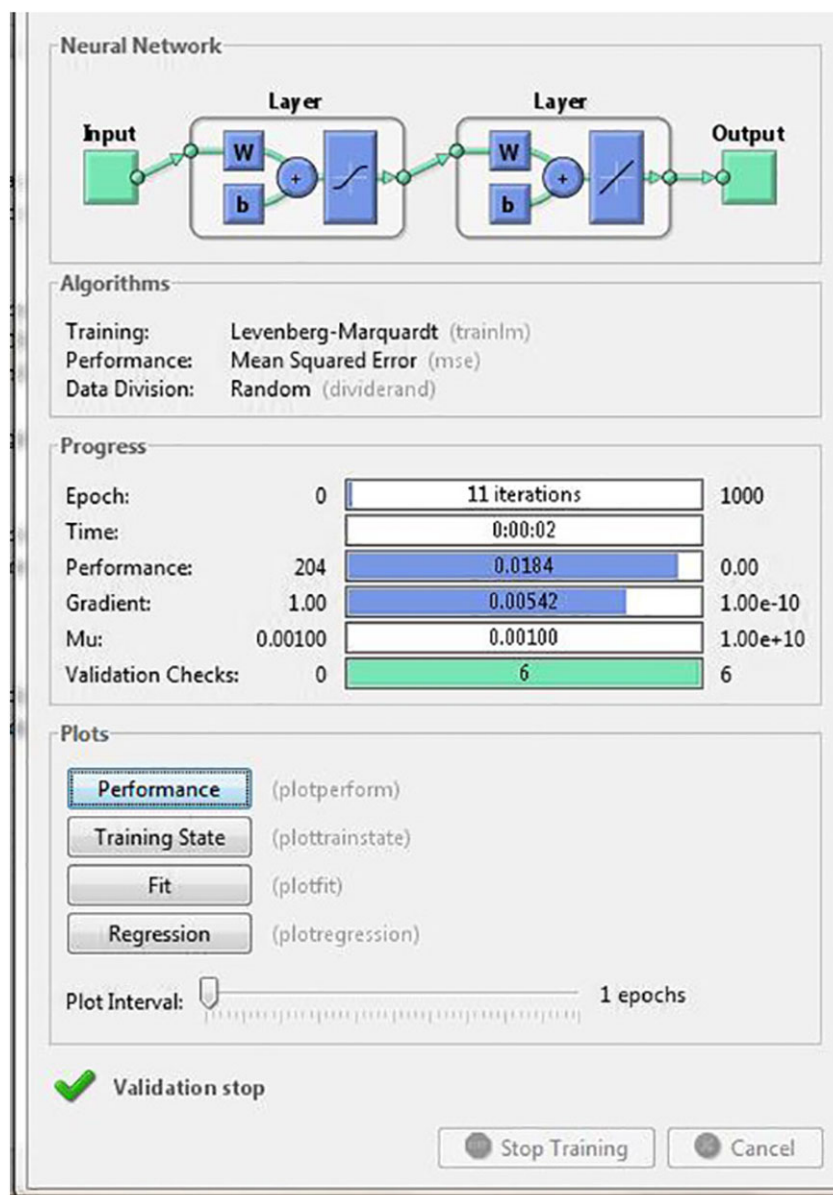 Neural Network
Layer Layer
Input Output
W W
+ +
b b
Algorithms
Training: Levenberg-Marquardt (trainlm)
Performance: Mean Squared Error (mse)
Data Division: Random (dividerand)
Progress
Epoch: 0 11 iterations 1000
Time: 0:00:02
Performance: 204 0.0184 0.00
Gradient: 1.00 0.00542 1.00e-10
Mu: 0.00100 0.00100 1.00e+10
Validation Checks: 0 6 6
Plots
Performance (plotperform)
Training State (plottrainstate)
Fit (plotfit)
Regression (plotregression)
Plot Interval: 1 epochs
Validation stop
Stop Training Cancel